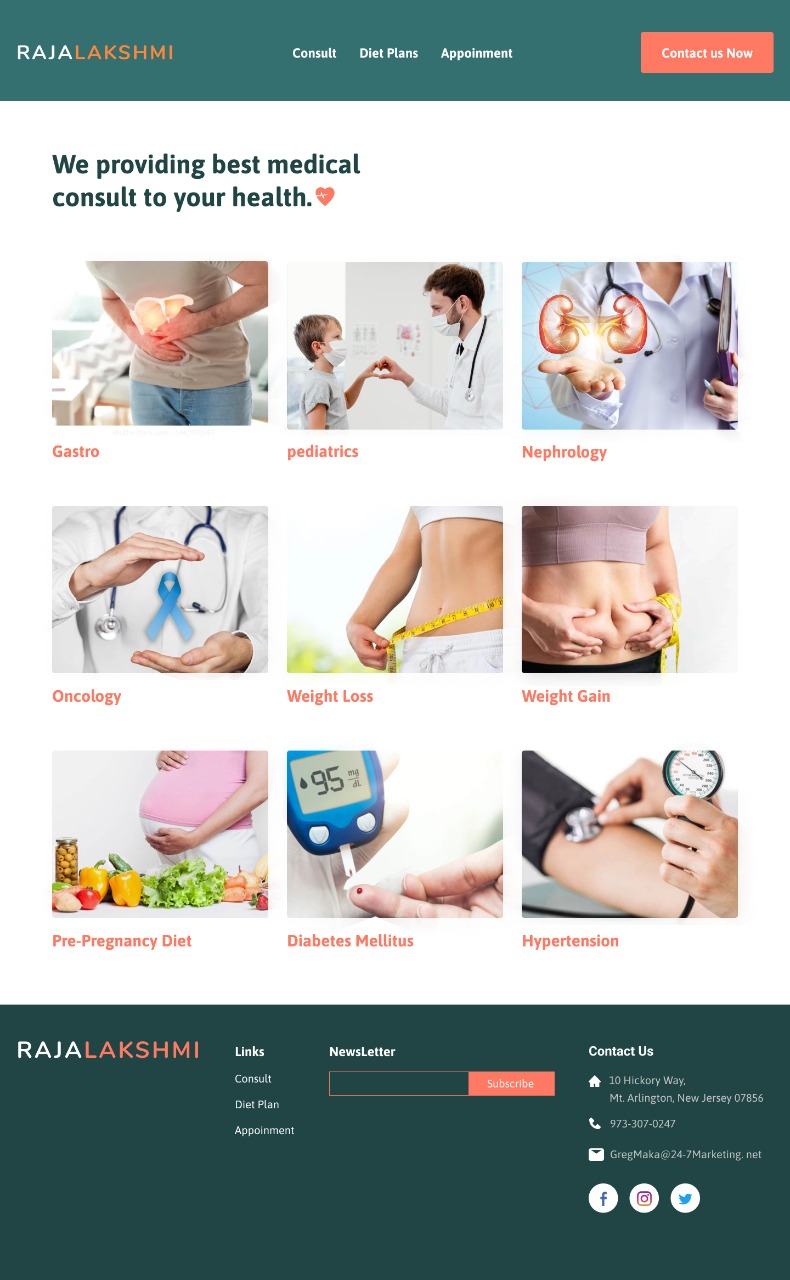 RAJALAKSHMI
Consult
Diet Plans
Appoinment
Contact us Now
We providing best medical
consult to your health.
Gastro
pediatrics
Nephrology
Oncology
Weight Loss
Weight Gain
95 mg/dL
Pre-Pregnancy Diet
Diabetes Mellitus
Hypertension
RAJALAKSHMI
Links
Consult
Diet Plan
Appoinment
NewsLetter
Subscribe
Contact Us
10 Hickory Way,
Mt. Arlington, New Jersey 07856
973-307-0247
GregMaka@24-7Marketing. net